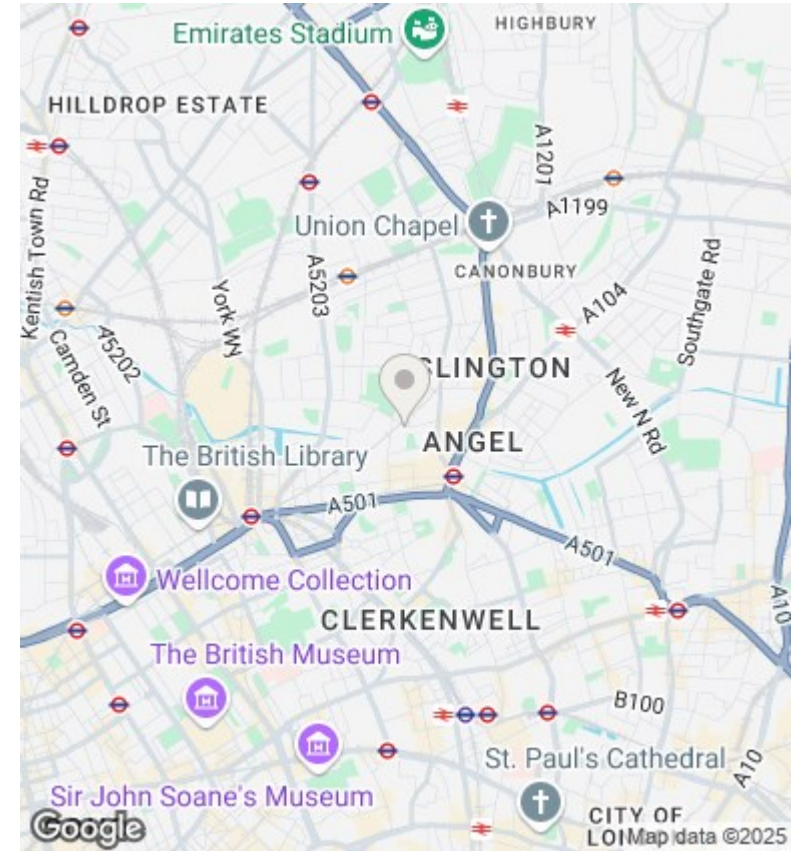 HIGHBURY
Emirates Stadium
HILLDROP ESTATE
A1201
A1199
Union Chapel
Kentish Town Rd
CANONBURY
A5203
York WY
A104
Southgate Rd
A5202
Camden St
SLINGTON
New N Rd
ANGEL
The British Library
A501
A501
Wellcome Collection
A10
CLERKENWELL
The British Museum
B100
St. Paul's Cathedral
A10
Sir John Soane's Museum
CITY OF
Google
Map data ©2025